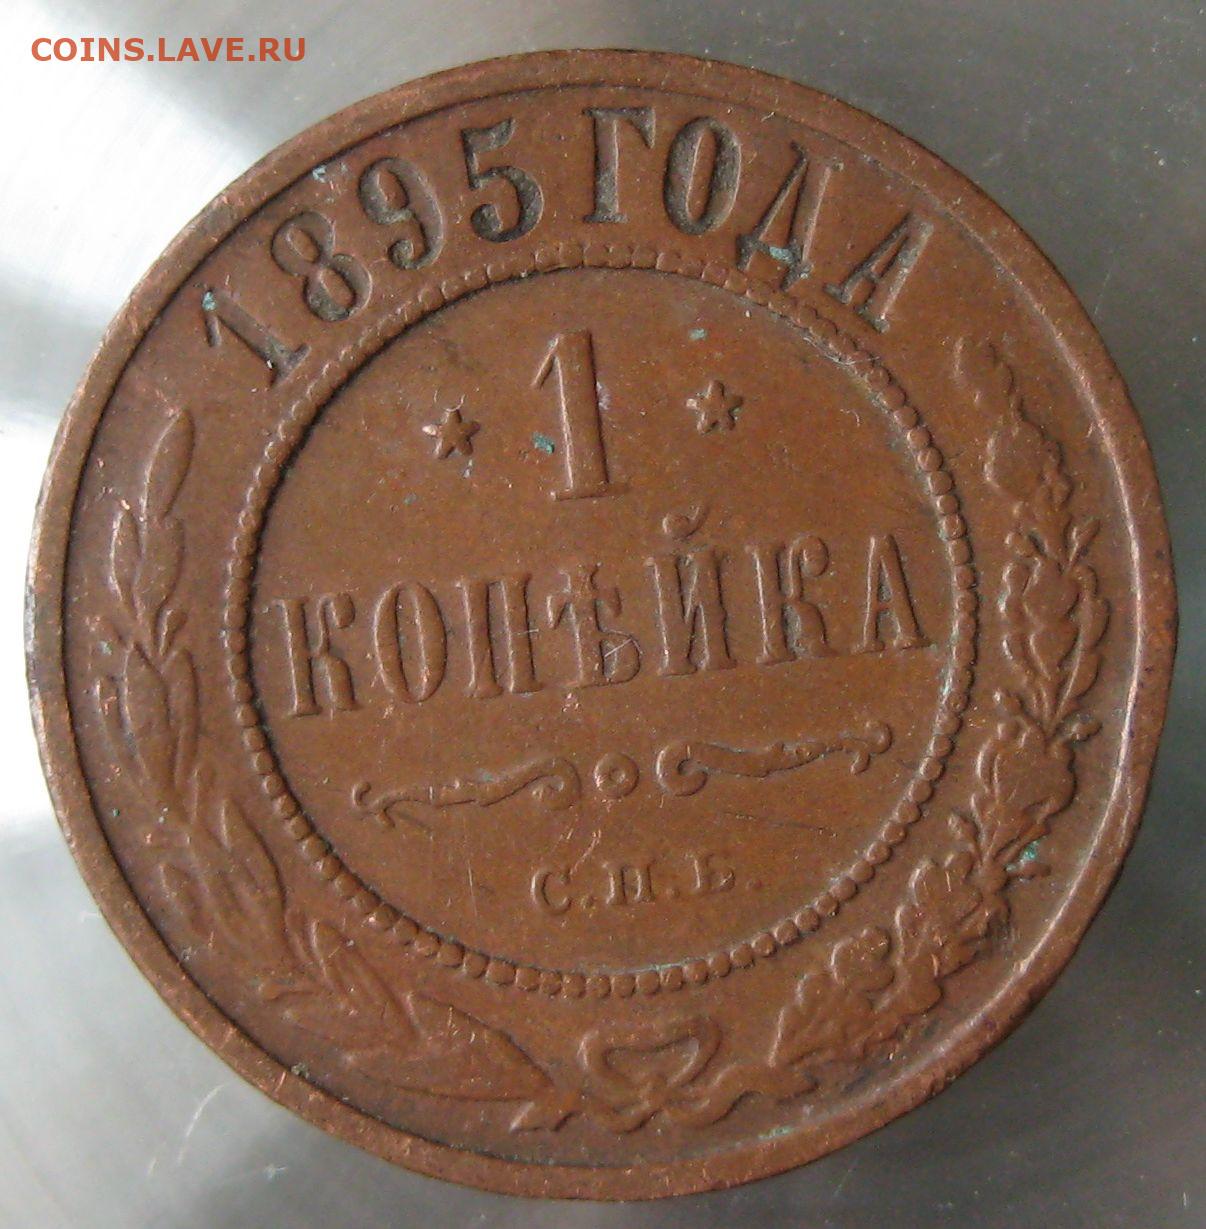 COINS.LAVE.RU
1895 ГОДА
1
КОПѢЙКА
С.П.Б.